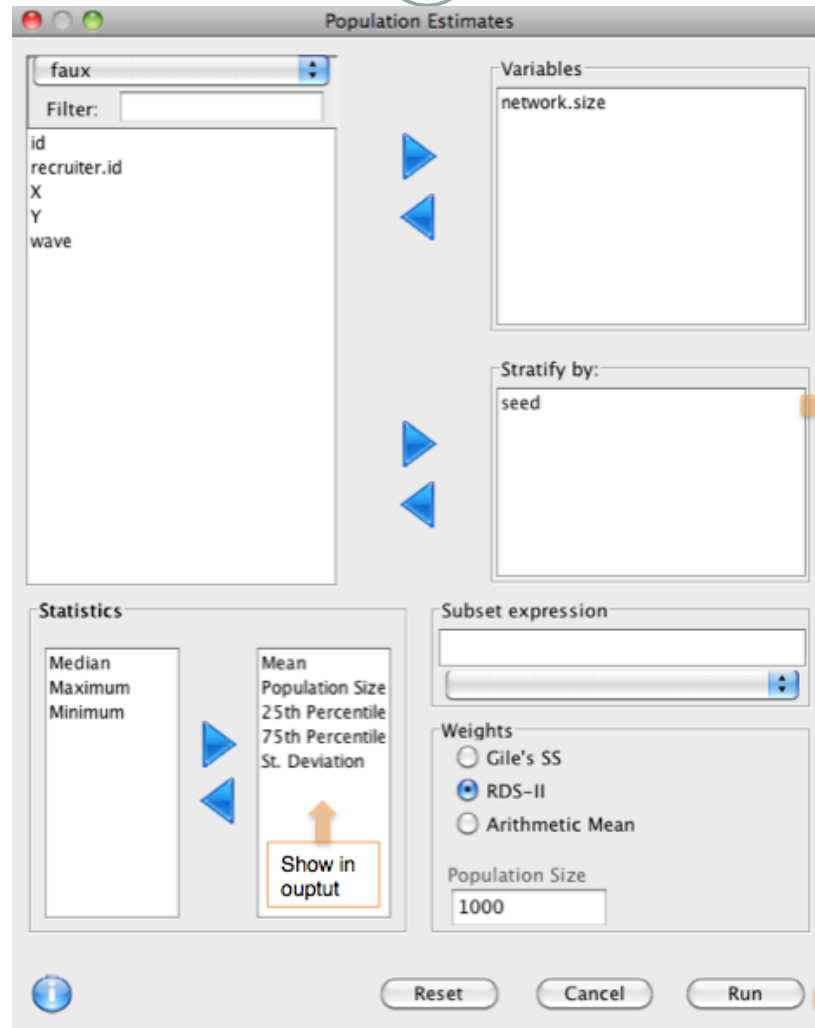 Population Estimates
faux
Filter:
id
recruiter.id
X
Y
wave
Variables
network.size
Stratify by:
seed
Statistics
Median
Maximum
Minimum
Mean
Population Size
25th Percentile
75th Percentile
St. Deviation
Show in
ouptut
Subset expression
Weights
Gile's SS
RDS-II
Arithmetic Mean
Population Size
1000
Reset
Cancel
Run